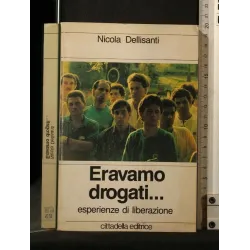 Nicola Dellisanti
Eravamo
drogati...
esperienze di liberazione
cittadella editrice